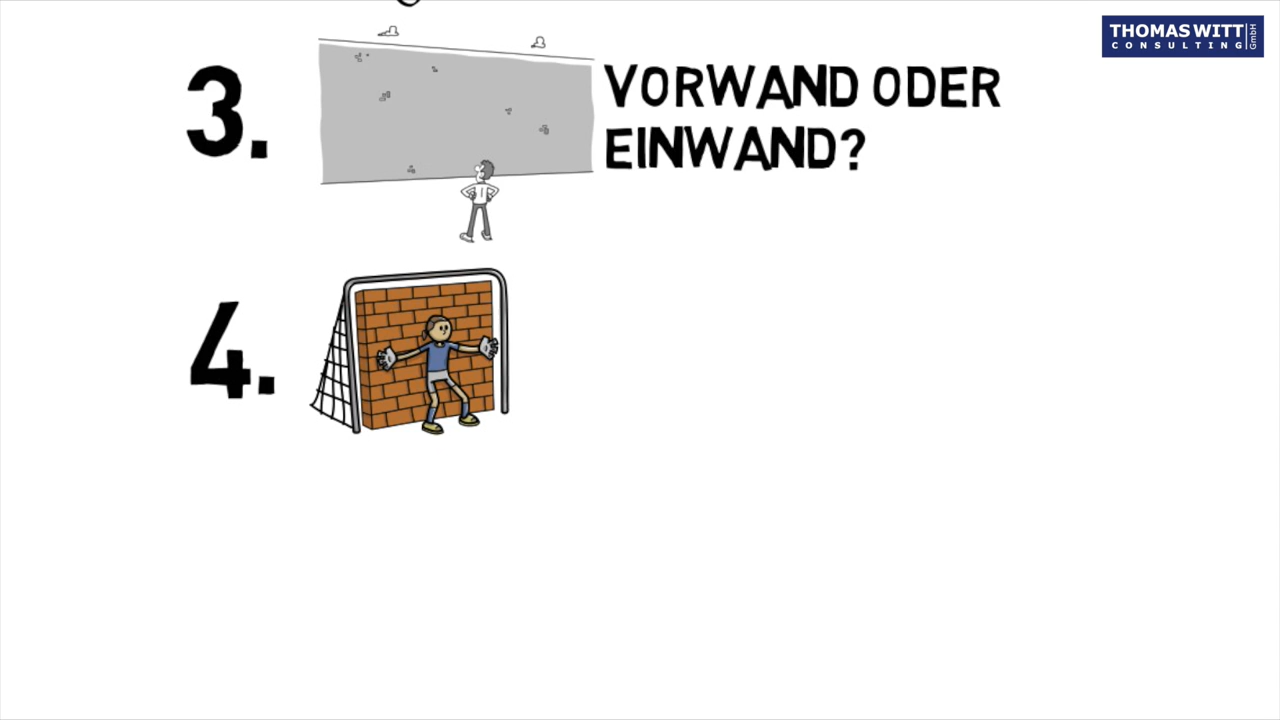 THOMAS WITT
CONSULTING
GmbH
3.
VORWAND ODER
EINWAND?
4.